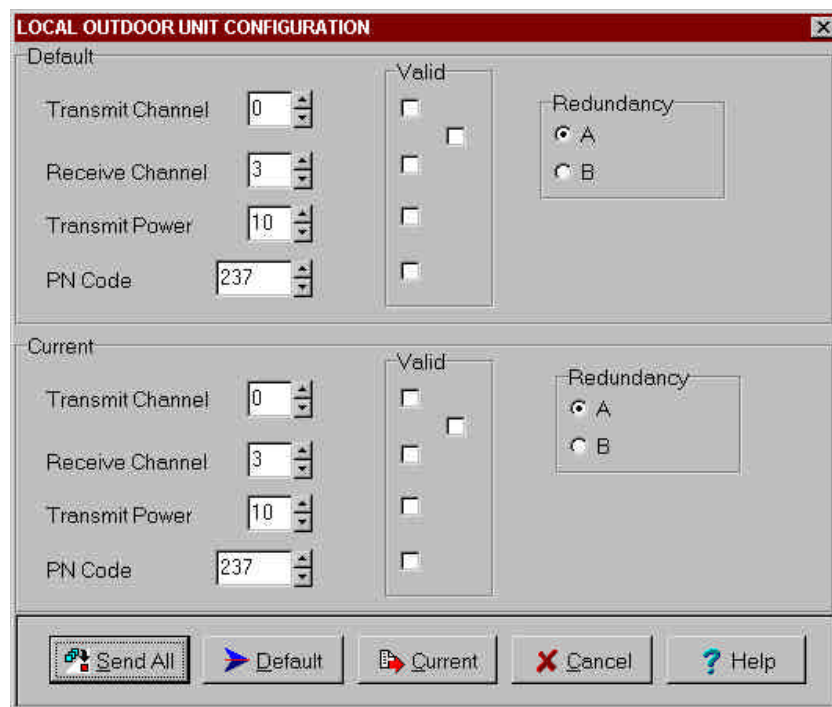 LOCAL OUTDOOR UNIT CONFIGURATION
Default
Valid
Transmit Channel 0
Redundancy
A
Receive Channel 3
B
Transmit Power 10
PN Code 237
Current
Valid
Transmit Channel 0
Redundancy
A
B
Receive Channel 3
Transmit Power 10
PN Code 237
Send All Default Current Cancel ? Help